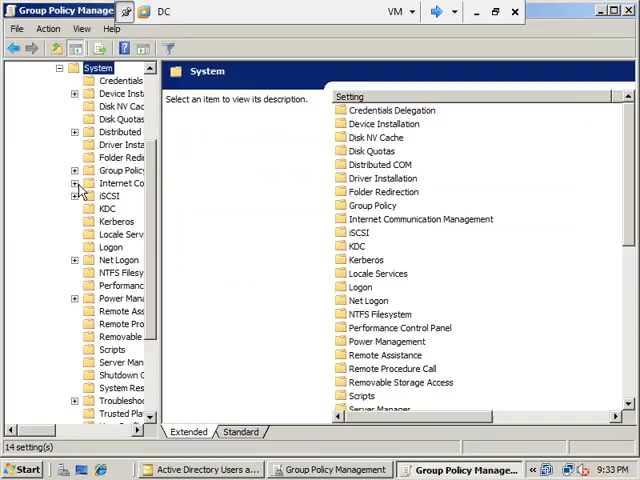 Group Policy Manage
DC
VM
File Action View Help
System
Credentials
Device Insta
Disk NV Cac
Disk Quotas
Distributed
Driver Insta
Folder Redi
Group Policy
Internet Co
iSCSI
KDC
Kerberos
Locale Serv
Logon
Net Logon
NTFS Filesy
Performanc
Power Mana
Remote Ass
Remote Pro
Removable
Scripts
Server Man
Shutdown O
System Res
Troublesho
Trusted Pla
System
Select an item to view its description.
Setting
Credentials Delegation
Device Installation
Disk NV Cache
Disk Quotas
Distributed COM
Driver Installation
Folder Redirection
Group Policy
Internet Communication Management
iSCSI
KDC
Kerberos
Locale Services
Logon
Net Logon
NTFS Filesystem
Performance Control Panel
Power Management
Remote Assistance
Remote Procedure Call
Removable Storage Access
Scripts
Server Manager
Extended Standard
14 setting(s)
Start
Active Directory Users a...
Group Policy Management
Group Policy Manage...
9:33 PM